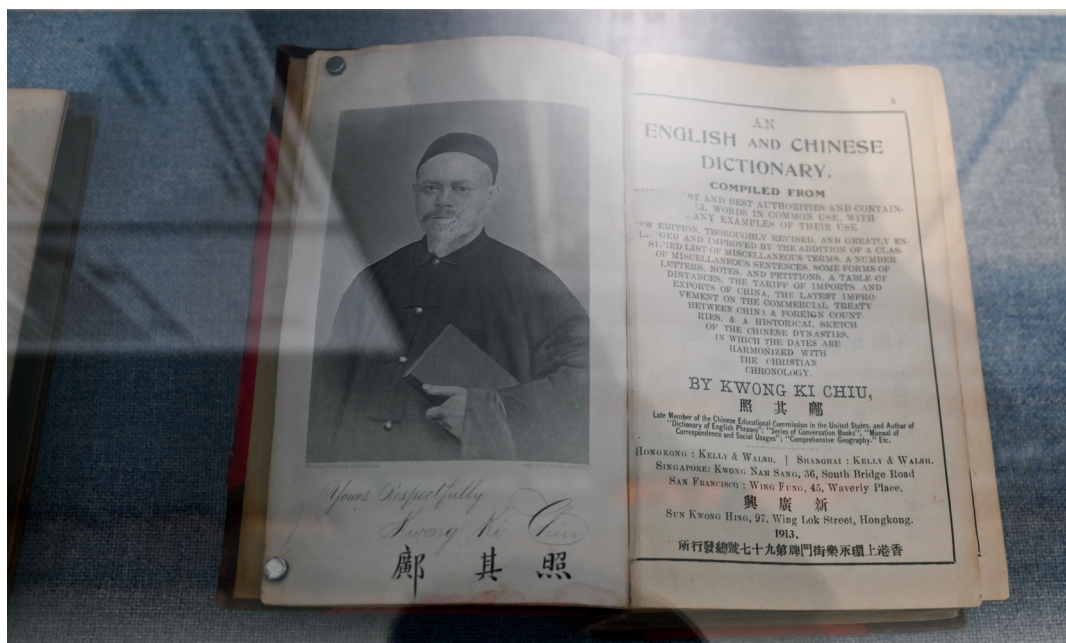 Yours Respectfully
Kwong Ki Chiu
鄺 其 照
AN
ENGLISH AND CHINESE
DICTIONARY.
COMPILED FROM
AND BEST AUTHORITIES AND CONTAIN-
WORDS IN COMMON USE, WITH
EXAMPLES OF THEIR USE
EDITION, THOROUGHLY REVISED, AND GREATLY EN-
AND IMPROVED BY THE ADDITION OF A CLAS-
SIFIED LIST OF MISCELLANEOUS TERMS, A NUMBER
OF MISCELLANEOUS SENTENCES, SOME FORMS OF
LETTERS, NOTES, AND PETITIONS, A TABLE OF
DISTANCES, THE TARIFF OF IMPORTS AND
EXPORTS OF CHINA, THE LATEST IMPRO-
VEMENT ON THE COMMERCIAL TREATY
BETWEEN CHINA & FOREIGN COUNT-
RIES, & A HISTORICAL SKETCH
OF THE CHINESE DYNASTIES,
IN WHICH THE DATES ARE
HARMONIZED WITH
THE CHRISTIAN
CHRONOLOGY.
BY KWONG KI CHIU,
照 其 鄺
Late Member of the Chinese Educational Commission in the United States, and Author of
"Dictionary of English Phrases"; "Series of Conversation Books"; "Manual of
Correspondence and Social Usages"; "Comprehensive Geography." Etc.
HONGKONG : KELLY & WALSH. | SHANGHAI : KELLY & WALSH.
SINGAPORE: KWONG NAM SANG, 36, South Bridge Road
SAN FRANCISCO : WING FUNG, 45, Waverly Place.
興 廣 新
SUN KWONG HING, 97, Wing Lok Street, Hongkong.
1913.
所行發總號七十九第牌門街樂永環上港香